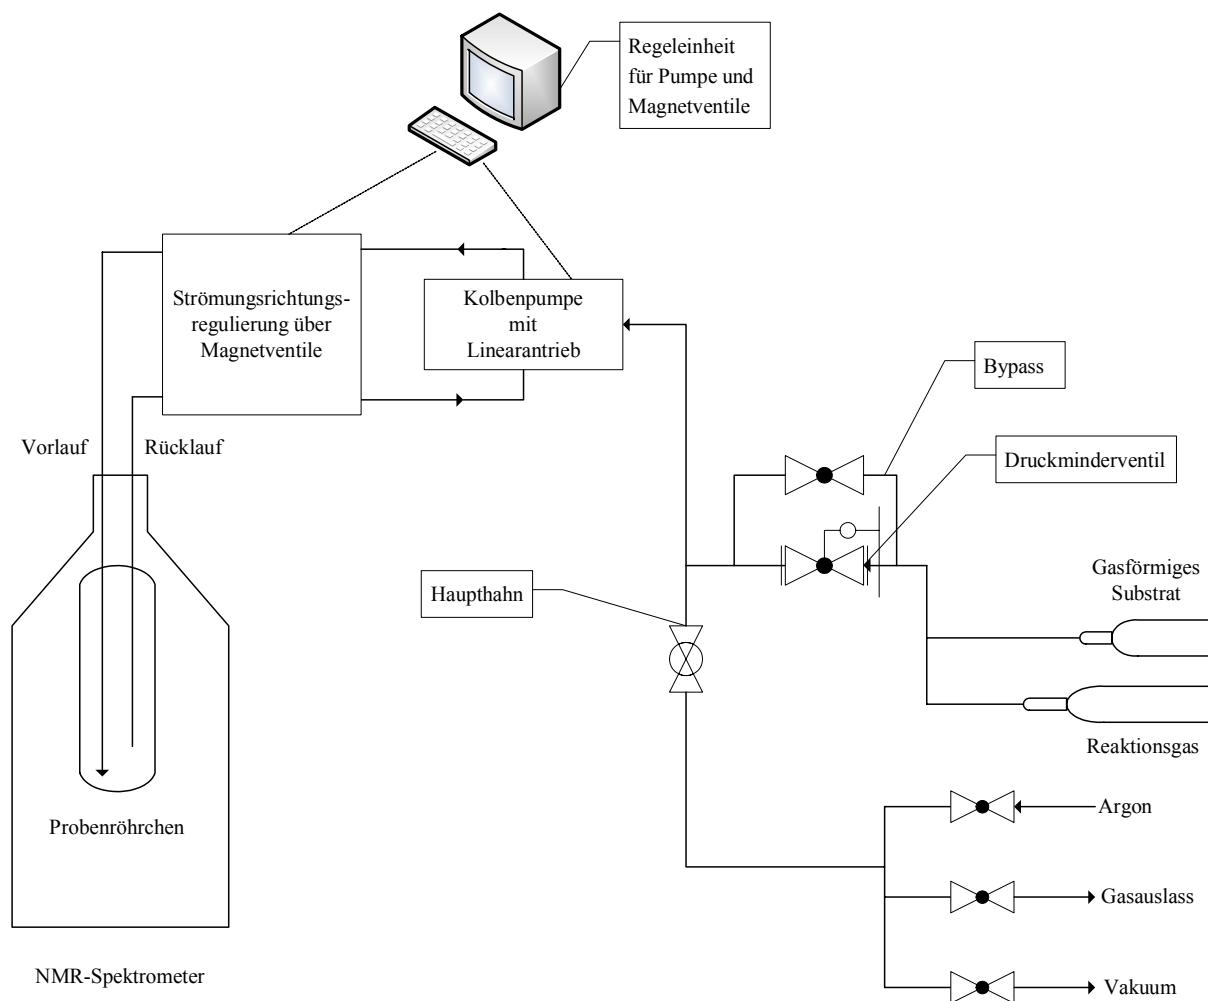 Regeleinheit
für Pumpe und
Magnetventile
Strömungsrichtungs-
regulierung über
Magnetventile
Kolbenpumpe
mit
Linearantrieb
Bypass
Vorlauf
Rücklauf
Druckminderventil
Haupthahn
Gasförmiges
Substrat
Reaktionsgas
Probenröhrchen
Argon
Gasauslass
Vakuum
NMR-Spektrometer